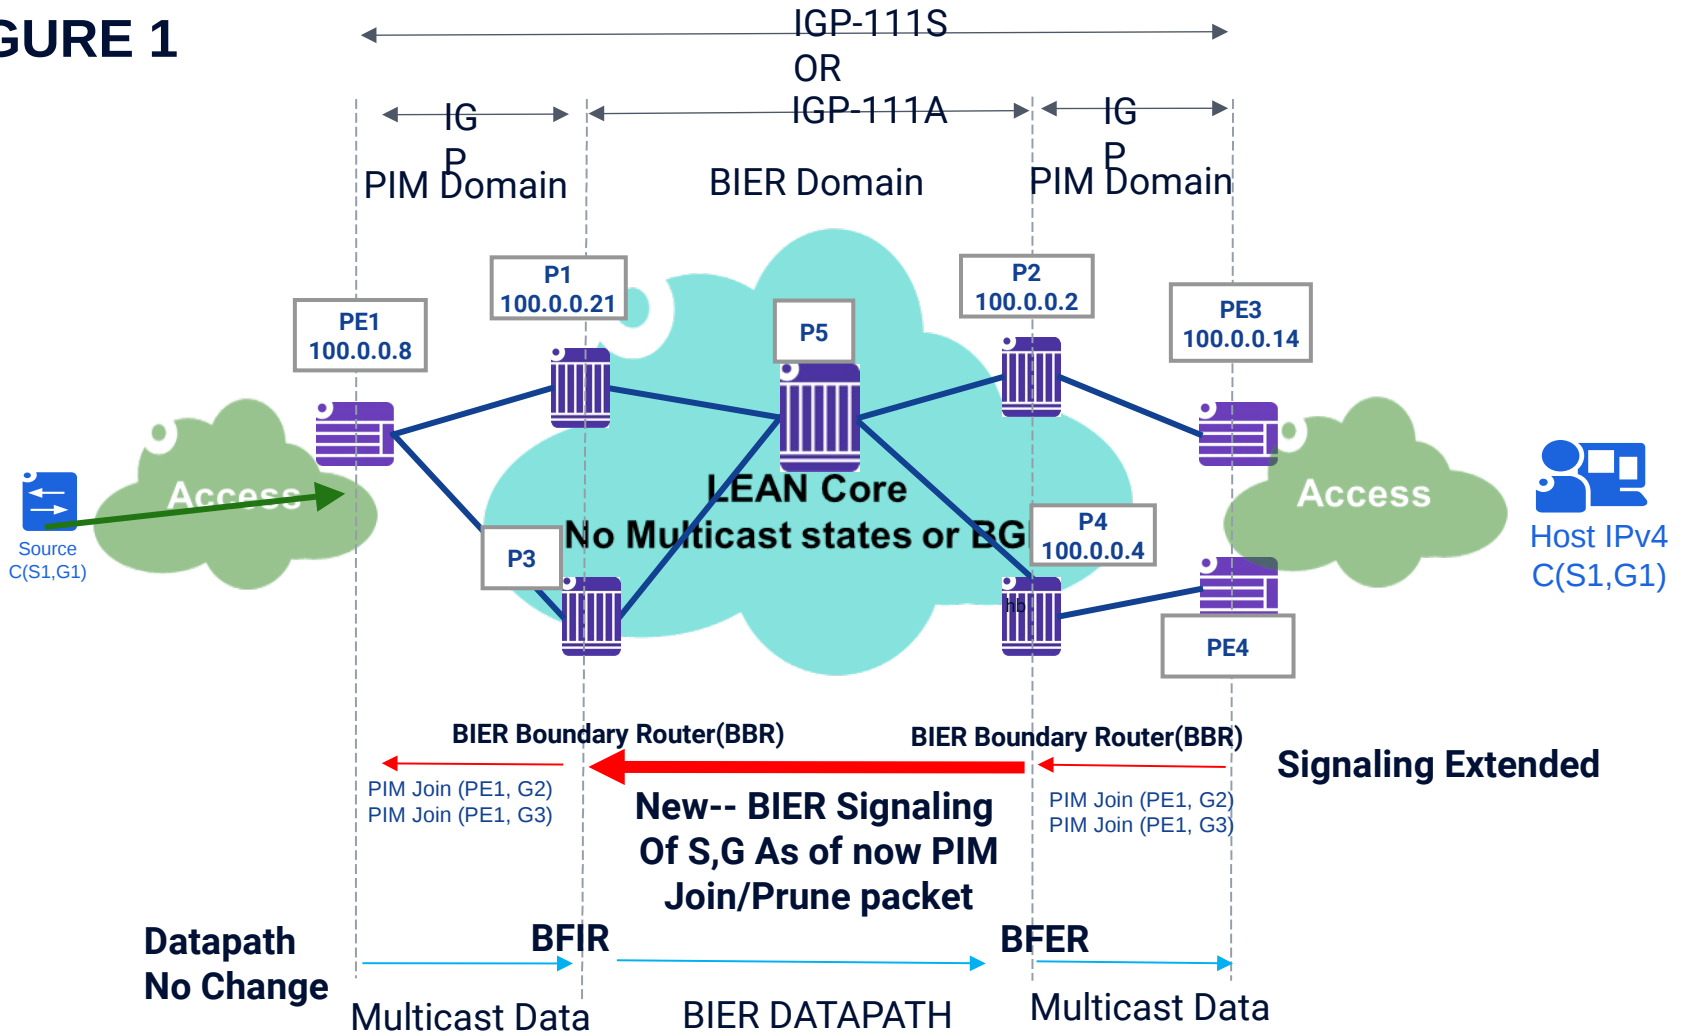 GURE 1
IGP-111S
OR
IGP-111A
IG
P
IG
P
PIM Domain
BIER Domain
PIM Domain
P1
100.0.0.21
P2
100.0.0.2
PE1
100.0.0.8
P5
PE3
100.0.0.14
Access
LEAN Core
No Multicast states or BG
Access
P3
P4
100.0.0.4
Source
C(S1,G1)
Host IPv4
C(S1,G1)
hb
PE4
BIER Boundary Router(BBR)
BIER Boundary Router(BBR)
Signaling Extended
PIM Join (PE1, G2)
PIM Join (PE1, G3)
New-- BIER Signaling
Of S,G As of now PIM
Join/Prune packet
PIM Join (PE1, G2)
PIM Join (PE1, G3)
Datapath
No Change
BFIR
BFER
Multicast Data
BIER DATAPATH
Multicast Data